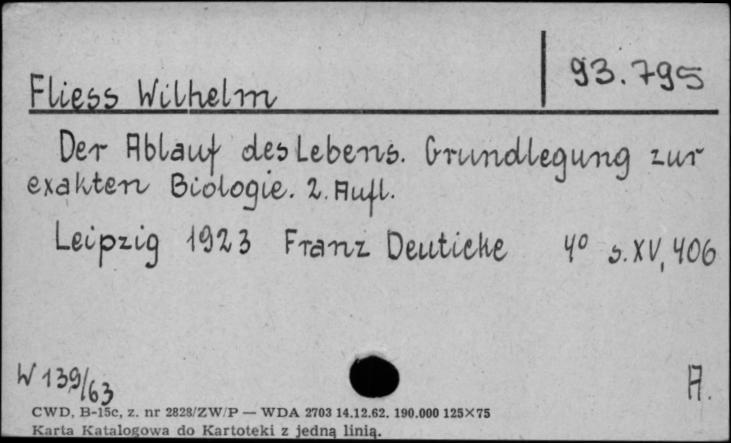 93.795
Fliess Wilhelm
Der Ablauf des Lebens. Grundlegung zur
exakten Biologie. 2. Aufl.
Leipzig 1923 Franz Deuticke 4° s. XV, 406
W 139/63
A.
CWD, B-15c, z. nr 2828/ZW/P — WDA 2703 14.12.62. 190.000 125×75
Karta Katalogowa do Kartoteki z jedną linią.